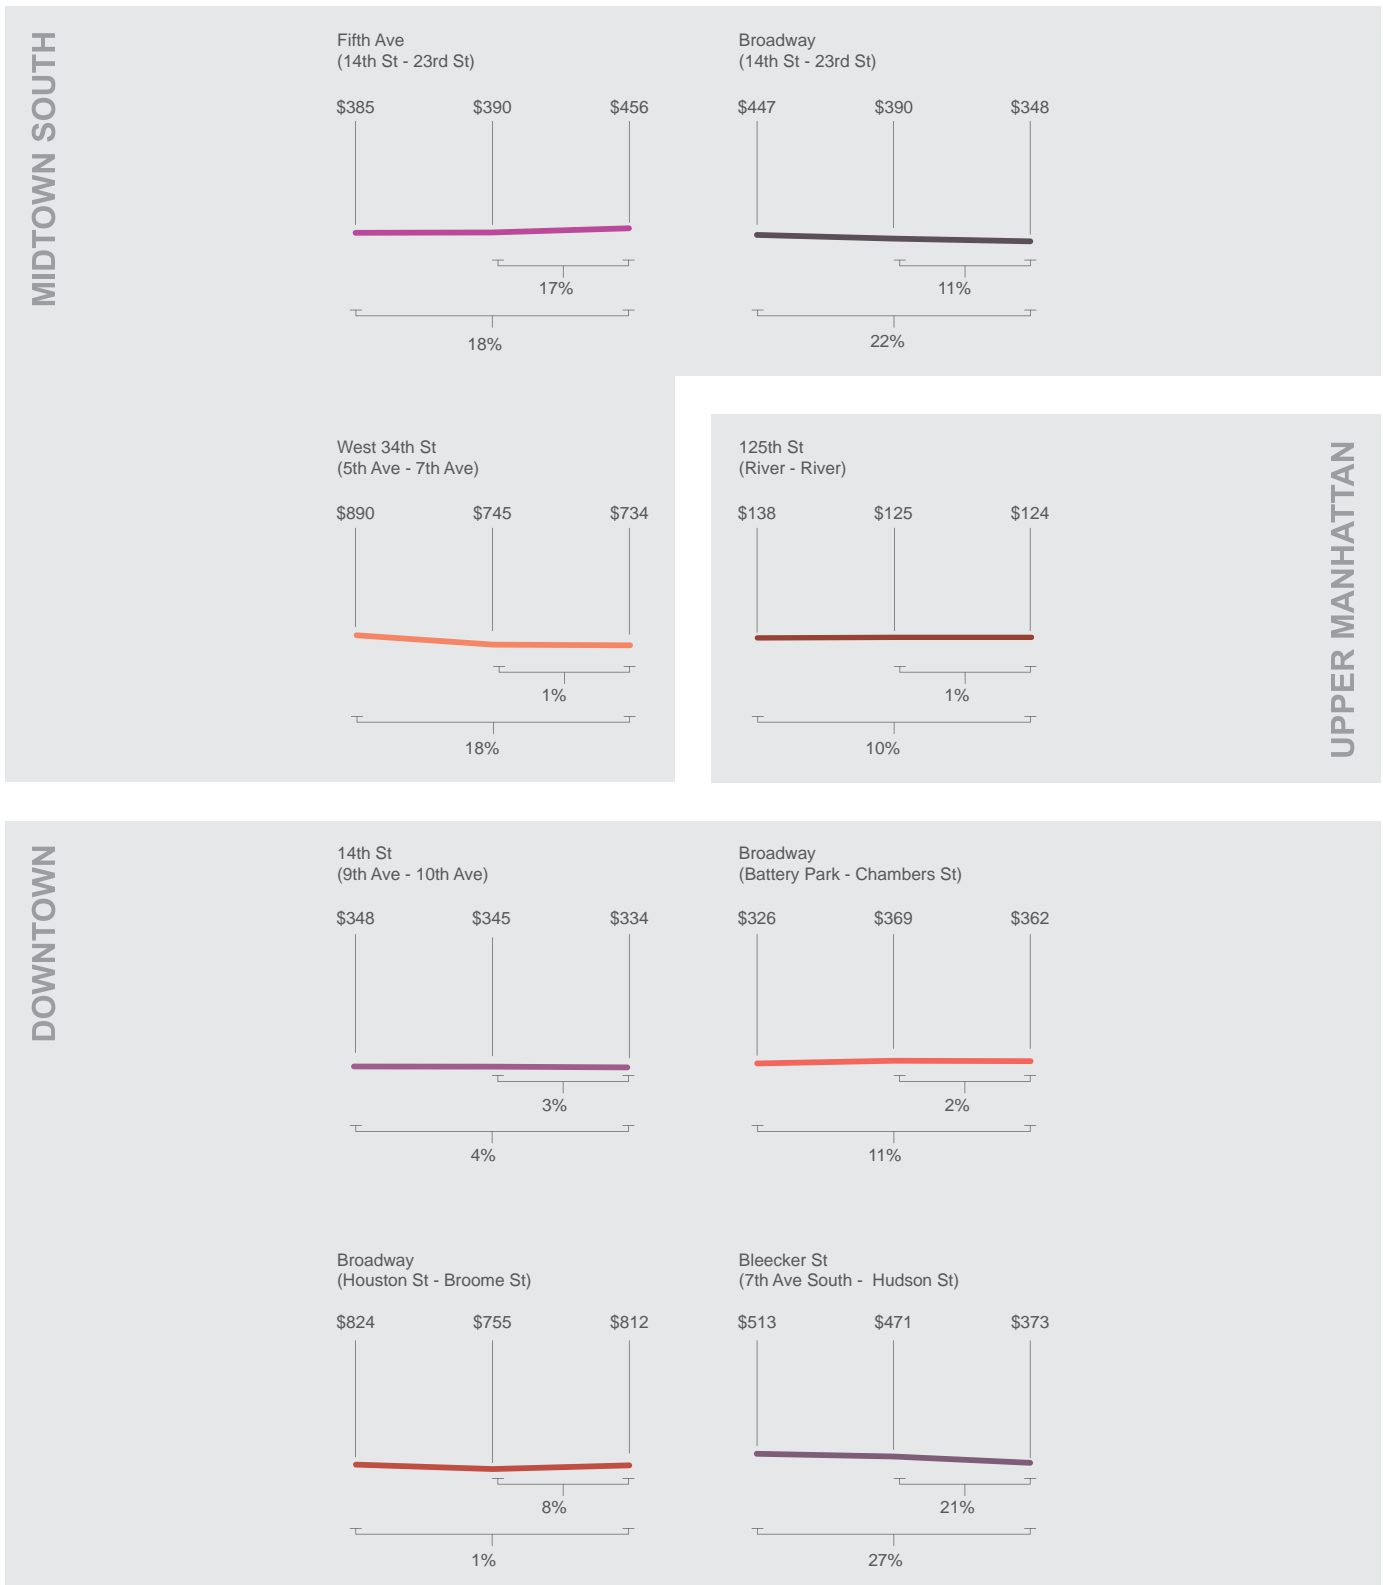 MIDTOWN SOUTH
Fifth Ave
(14th St - 23rd St)
$385 $390 $456
17%
18%
Broadway
(14th St - 23rd St)
$447 $390 $348
11%
22%
West 34th St
(5th Ave - 7th Ave)
$890 $745 $734
1%
18%
UPPER MANHATTAN
125th St
(River - River)
$138 $125 $124
1%
10%
DOWNTOWN
14th St
(9th Ave - 10th Ave)
$348 $345 $334
3%
4%
Broadway
(Battery Park - Chambers St)
$326 $369 $362
2%
11%
Broadway
(Houston St - Broome St)
$824 $755 $812
8%
1%
Bleecker St
(7th Ave South -  Hudson St)
$513 $471 $373
21%
27%